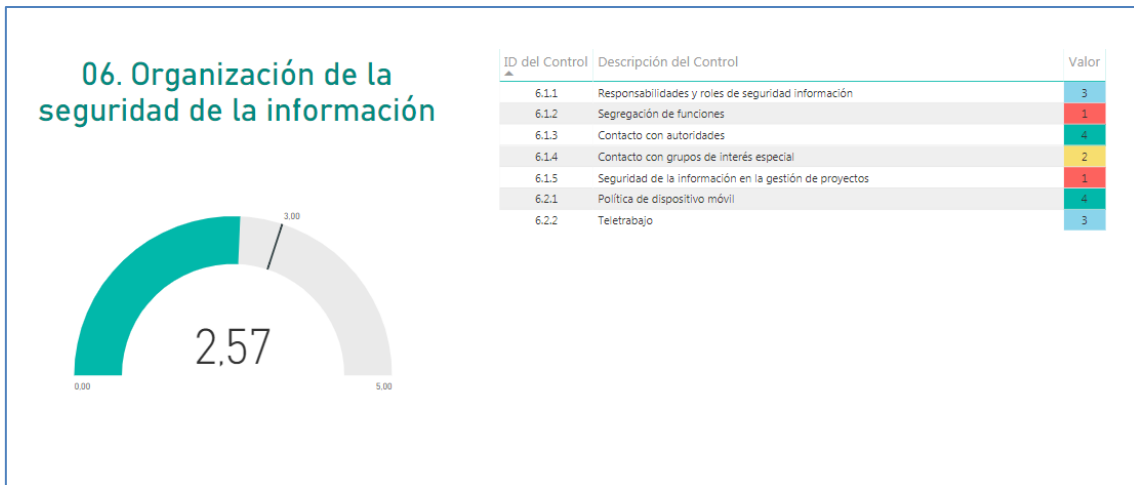 06. Organización de la
seguridad de la información
ID del Control Descripción del Control Valor
6.1.1 Responsabilidades y roles de seguridad información 3
6.1.2 Segregación de funciones 1
6.1.3 Contacto con autoridades 4
6.1.4 Contacto con grupos de interés especial 2
6.1.5 Seguridad de la información en la gestión de proyectos 1
6.2.1 Política de dispositivo móvil 4
6.2.2 Teletrabajo 3
3,00
2,57
0,00 5,00